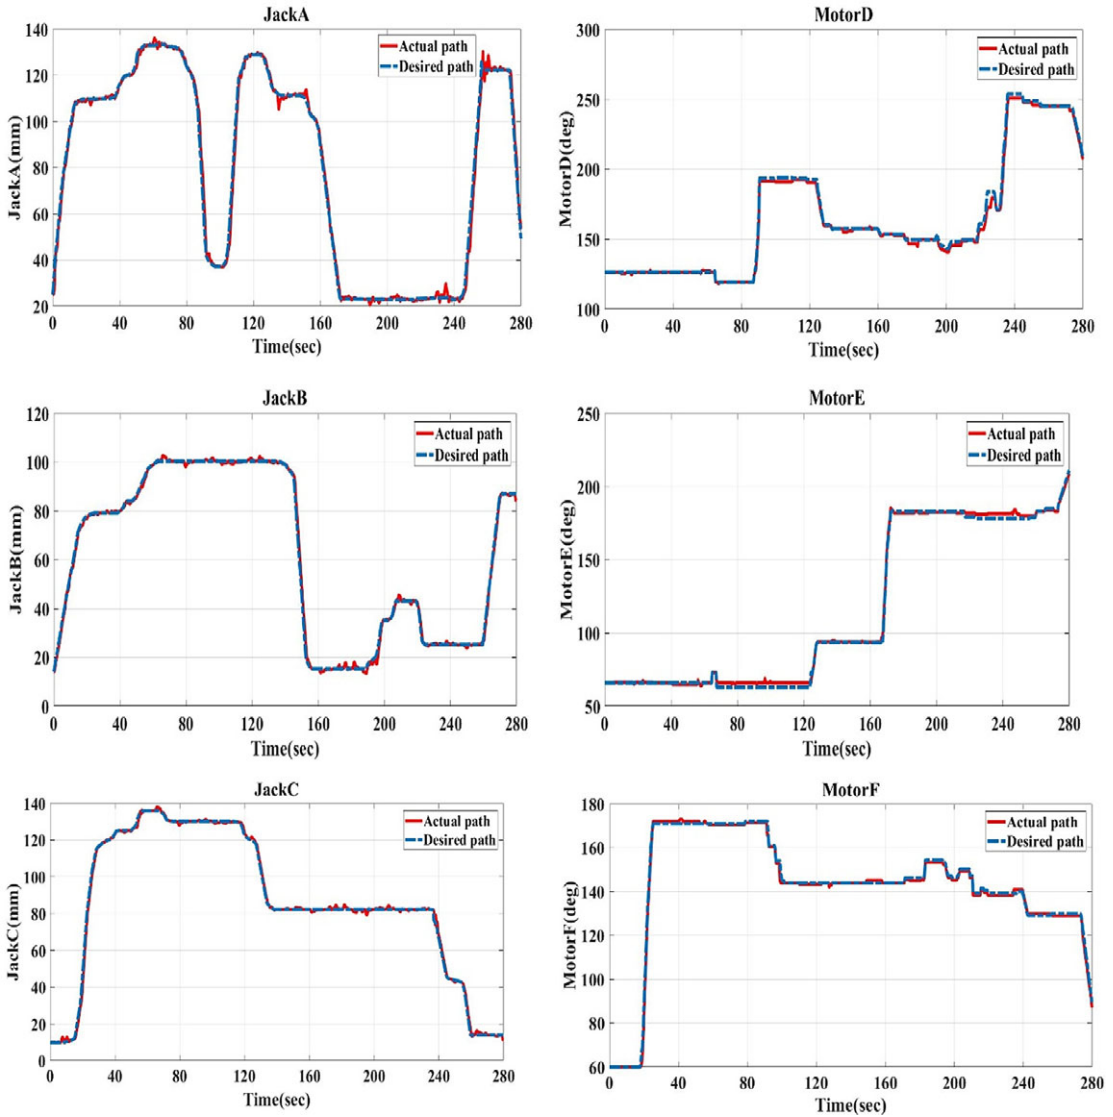 JackA
140
120
100
80
60
40
20
0 40 80 120 160 200 240 280
JackA(mm)
Time(sec)
Actual path
Desired path
MotorD
300
250
200
150
100
0 40 80 120 160 200 240 280
MotorD(deg)
Time(sec)
Actual path
Desired path
JackB
120
100
80
60
40
20
0
0 40 80 120 160 200 240 280
JackB(mm)
Time(sec)
Actual path
Desired path
MotorE
250
200
150
100
50
0 40 80 120 160 200 240 280
MotorE(deg)
Time(sec)
Actual path
Desired path
JackC
140
120
100
80
60
40
20
0
0 40 80 120 160 200 240 280
JackC(mm)
Time(sec)
Actual path
Desired path
MotorF
180
160
140
120
100
80
60
0 40 80 120 160 200 240 280
MotorF(deg)
Time(sec)
Actual path
Desired path